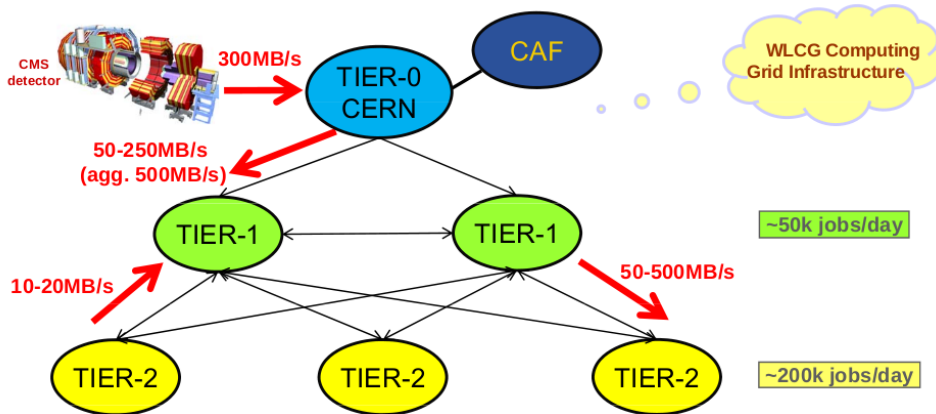 CMS
detector
300MB/s
TIER-0
CERN
CAF
WLCG Computing
Grid Infrastructure
50-250MB/s
(agg. 500MB/s)
TIER-1
TIER-1
~50k jobs/day
10-20MB/s
50-500MB/s
TIER-2
TIER-2
TIER-2
~200k jobs/day